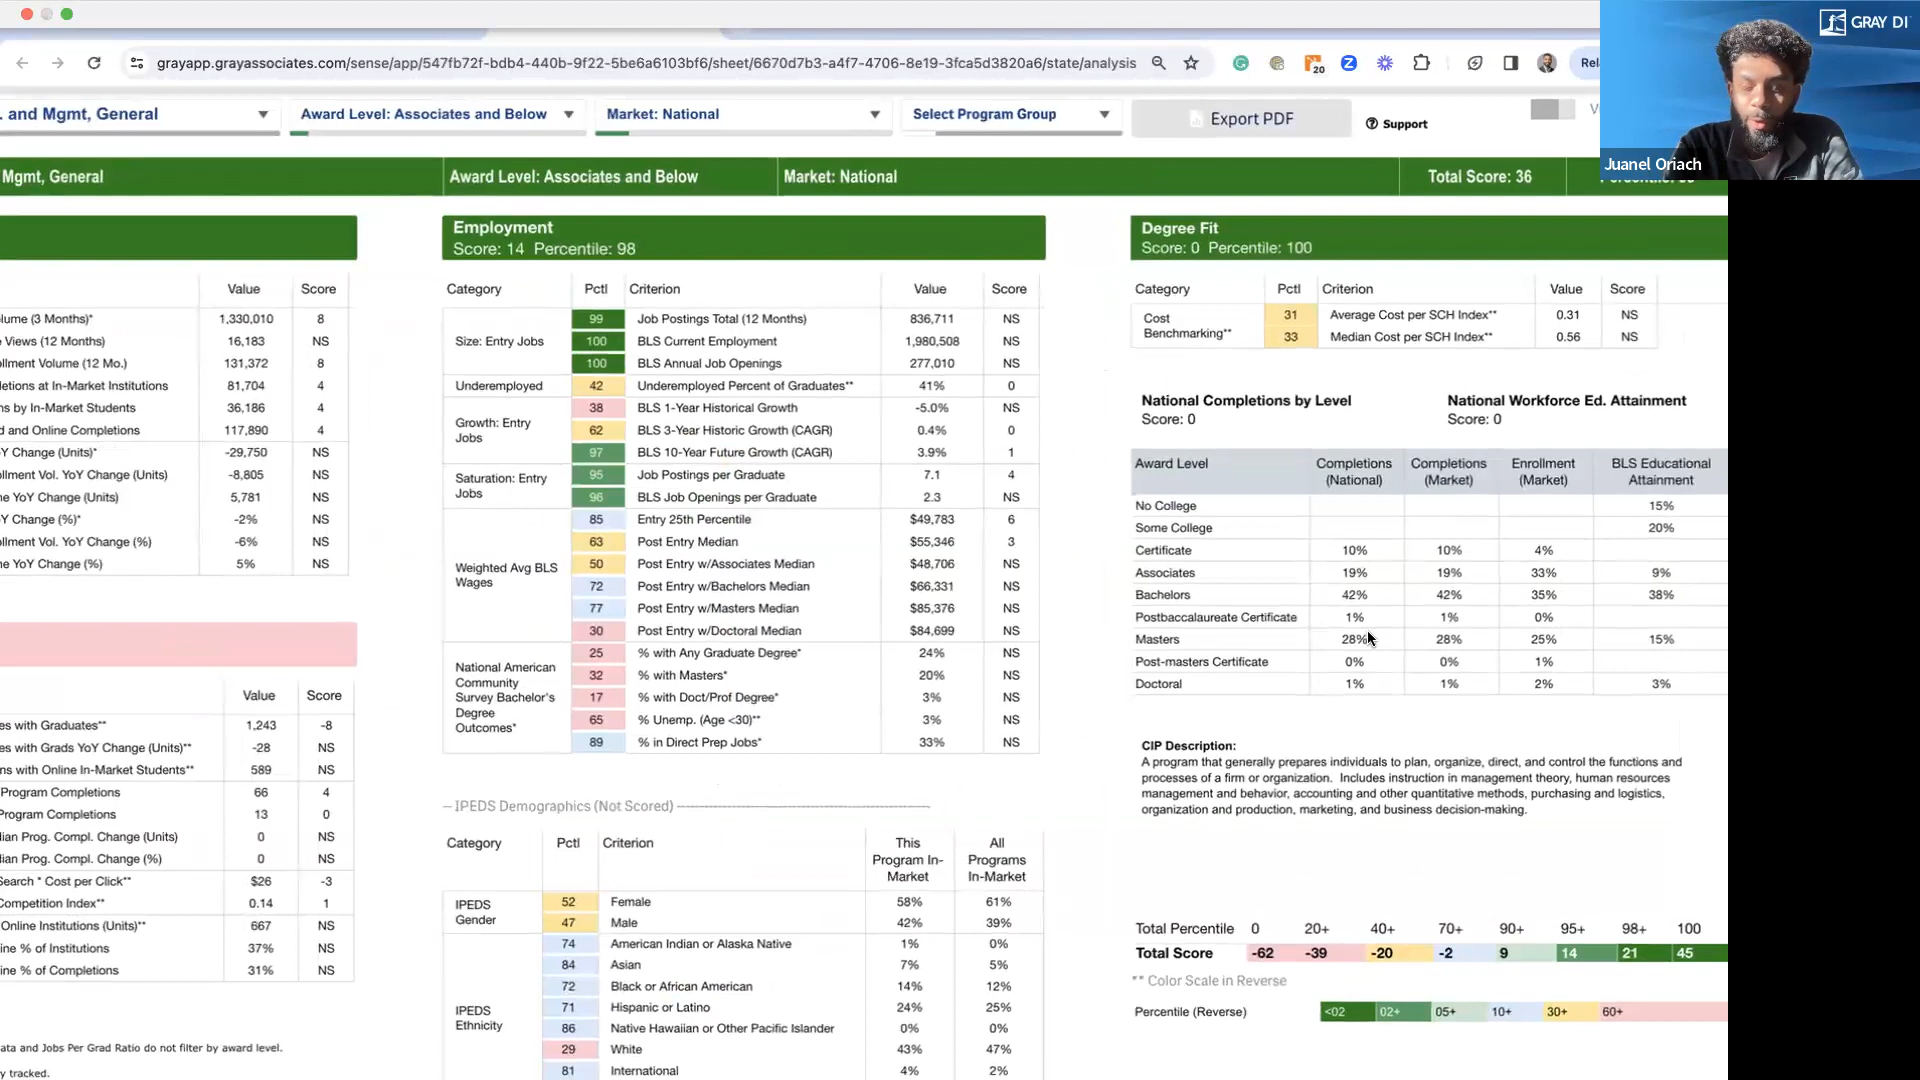 GRAY DI
grayapp.grayassociates.com/sense/app/547fb72f-bdb4-440b-9f22-5be6a6103bf6/sheet/6670d7b3-a4f7-4706-8e19-3fca5d3820a6/state/analysis
20
. and Mgmt, General
Award Level: Associates and Below
Market: National
Select Program Group
Export PDF
Support
Juanel Oriach
Mgmt, General
Award Level: Associates and Below
Market: National
Total Score: 36
Value Score
lume (3 Months)* 1,330,010 8
e Views (12 Months) 16,183 NS
ollment Volume (12 Mo.) 131,372 8
letions at In-Market Institutions 81,704 4
ns by In-Market Students 36,186 4
d and Online Completions 117,890 4
Y Change (Units)* -29,750 NS
ollment Vol. YoY Change (Units) -8,805 NS
ne YoY Change (Units) 5,781 NS
Y Change (%)* -2% NS
ollment Vol. YoY Change (%) -6% NS
ne YoY Change (%) 5% NS
Value Score
es with Graduates** 1,243 -8
es with Grads YoY Change (Units)** -28 NS
ns with Online In-Market Students** 589 NS
Program Completions 66 4
Program Completions 13 0
dian Prog. Compl. Change (Units) 0 NS
dian Prog. Compl. Change (%) 0 NS
Search * Cost per Click** $26 -3
Competition Index** 0.14 1
Online Institutions (Units)** 667 NS
ine % of Institutions 37% NS
ine % of Completions 31% NS
ata and Jobs Per Grad Ratio do not filter by award level.
y tracked.
Employment
Score: 14 Percentile: 98
Category Pctl Criterion Value Score
Size: Entry Jobs
99 Job Postings Total (12 Months) 836,711 NS
100 BLS Current Employment 1,980,508 NS
100 BLS Annual Job Openings 277,010 NS
Underemployed 42 Underemployed Percent of Graduates** 41% 0
Growth: Entry
Jobs
38 BLS 1-Year Historical Growth -5.0% NS
62 BLS 3-Year Historic Growth (CAGR) 0.4% 0
97 BLS 10-Year Future Growth (CAGR) 3.9% 1
Saturation: Entry
Jobs
95 Job Postings per Graduate 7.1 4
96 BLS Job Openings per Graduate 2.3 NS
Weighted Avg BLS
Wages
85 Entry 25th Percentile $49,783 6
63 Post Entry Median $55,346 3
50 Post Entry w/Associates Median $48,706 NS
72 Post Entry w/Bachelors Median $66,331 NS
77 Post Entry w/Masters Median $85,376 NS
30 Post Entry w/Doctoral Median $84,699 NS
National American
Community
Survey Bachelor's
Degree
Outcomes*
25 % with Any Graduate Degree* 24% NS
32 % with Masters* 20% NS
17 % with Doct/Prof Degree* 3% NS
65 % Unemp. (Age <30)** 3% NS
89 % in Direct Prep Jobs* 33% NS
IPEDS Demographics (Not Scored)
Category Pctl Criterion
This
Program In-
Market
All
Programs
In-Market
IPEDS
Gender
52 Female 58% 61%
47 Male 42% 39%
IPEDS
Ethnicity
74 American Indian or Alaska Native 1% 0%
84 Asian 7% 5%
72 Black or African American 14% 12%
71 Hispanic or Latino 24% 25%
86 Native Hawaiian or Other Pacific Islander 0% 0%
29 White 43% 47%
81 International 4% 2%
Degree Fit
Score: 0 Percentile: 100
Category Pctl Criterion Value Score
Cost
Benchmarking**
31 Average Cost per SCH Index** 0.31 NS
33 Median Cost per SCH Index** 0.56 NS
National Completions by Level
Score: 0
National Workforce Ed. Attainment
Score: 0
Award Level
Completions
(National)
Completions
(Market)
Enrollment
(Market)
BLS Educational
Attainment
No College 15%
Some College 20%
Certificate 10% 10% 4%
Associates 19% 19% 33% 9%
Bachelors 42% 42% 35% 38%
Postbaccalaureate Certificate 1% 1% 0%
Masters 28% 28% 25% 15%
Post-masters Certificate 0% 0% 1%
Doctoral 1% 1% 2% 3%
CIP Description:
A program that generally prepares individuals to plan, organize, direct, and control the functions and
processes of a firm or organization. Includes instruction in management theory, human resources
management and behavior, accounting and other quantitative methods, purchasing and logistics,
organization and production, marketing, and business decision-making.
Total Percentile 0 20+ 40+ 70+ 90+ 95+ 98+ 100
Total Score -62 -39 -20 -2 9 14 21 45
** Color Scale in Reverse
Percentile (Reverse) <02 02+ 05+ 10+ 30+ 60+